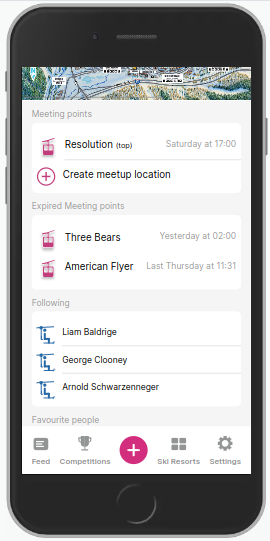 Meeting points
Resolution (top) Saturday at 17:00
Create meetup location
Expired Meeting points
Three Bears Yesterday at 02:00
American Flyer Last Thursday at 11:31
Following
Liam Baldrige
George Clooney
Arnold Schwarzenneger
Favourite people
Feed Competitions Ski Resorts Settings